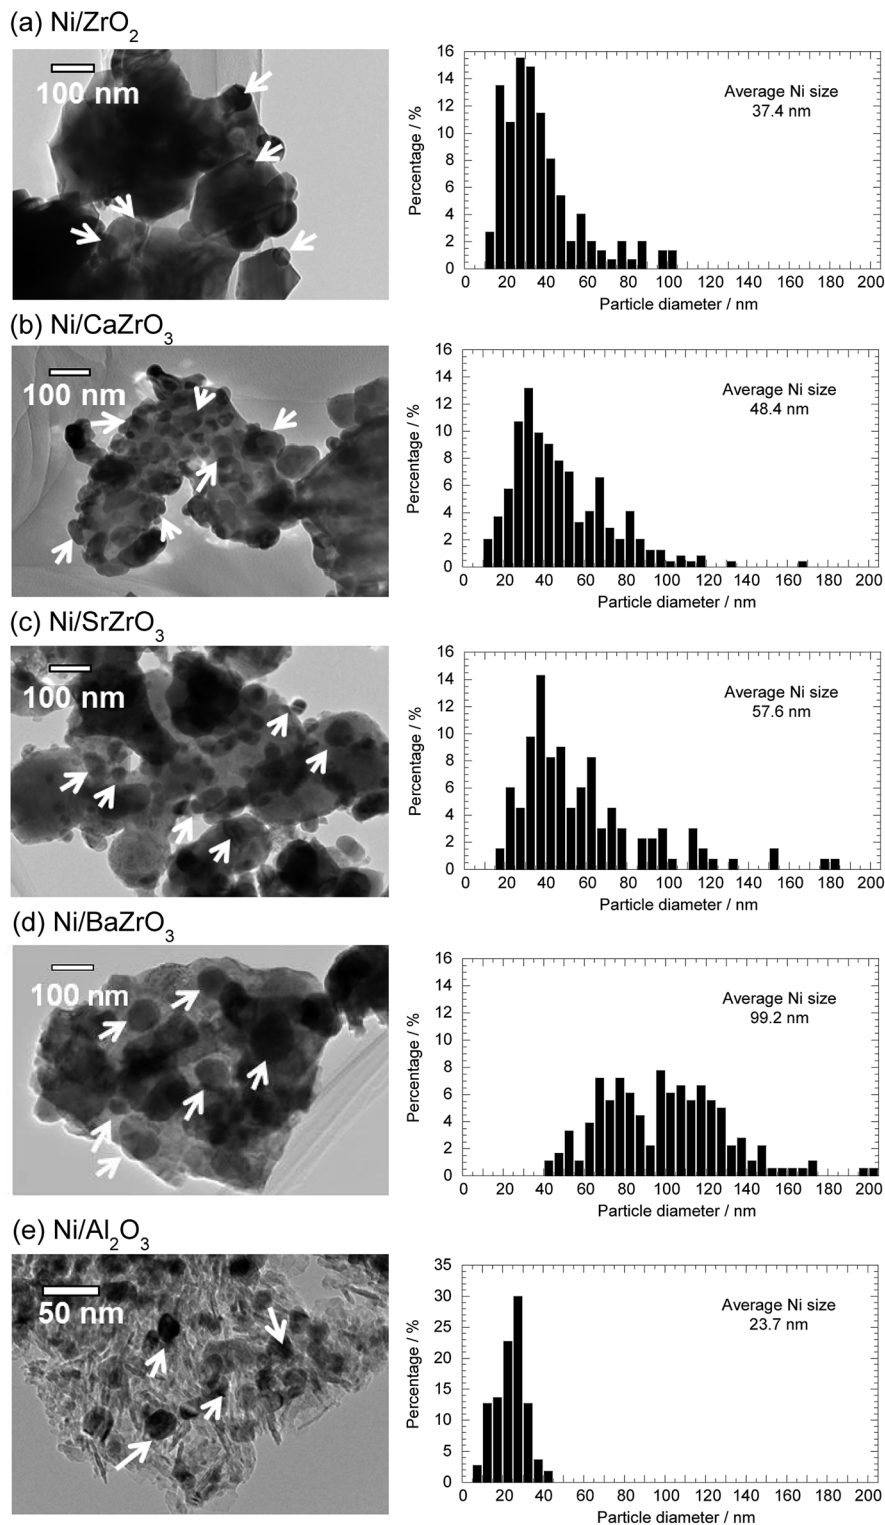 (a) Ni/ZrO2
100 nm
16
14
12
10
8
6
4
2
0
Percentage / %
Average Ni size
37.4 nm
0 20 40 60 80 100 120 140 160 180 200
Particle diameter / nm
(b) Ni/CaZrO3
100 nm
16
14
12
10
8
6
4
2
0
Percentage / %
Average Ni size
48.4 nm
0 20 40 60 80 100 120 140 160 180 200
Particle diameter / nm
(c) Ni/SrZrO3
100 nm
16
14
12
10
8
6
4
2
0
Percentage / %
Average Ni size
57.6 nm
0 20 40 60 80 100 120 140 160 180 200
Particle diameter / nm
(d) Ni/BaZrO3
100 nm
16
14
12
10
8
6
4
2
0
Percentage / %
Average Ni size
99.2 nm
0 20 40 60 80 100 120 140 160 180 200
Particle diameter / nm
(e) Ni/Al2O3
50 nm
35
30
25
20
15
10
5
0
Percentage / %
Average Ni size
23.7 nm
0 20 40 60 80 100 120 140 160 180 200
Particle diameter / nm